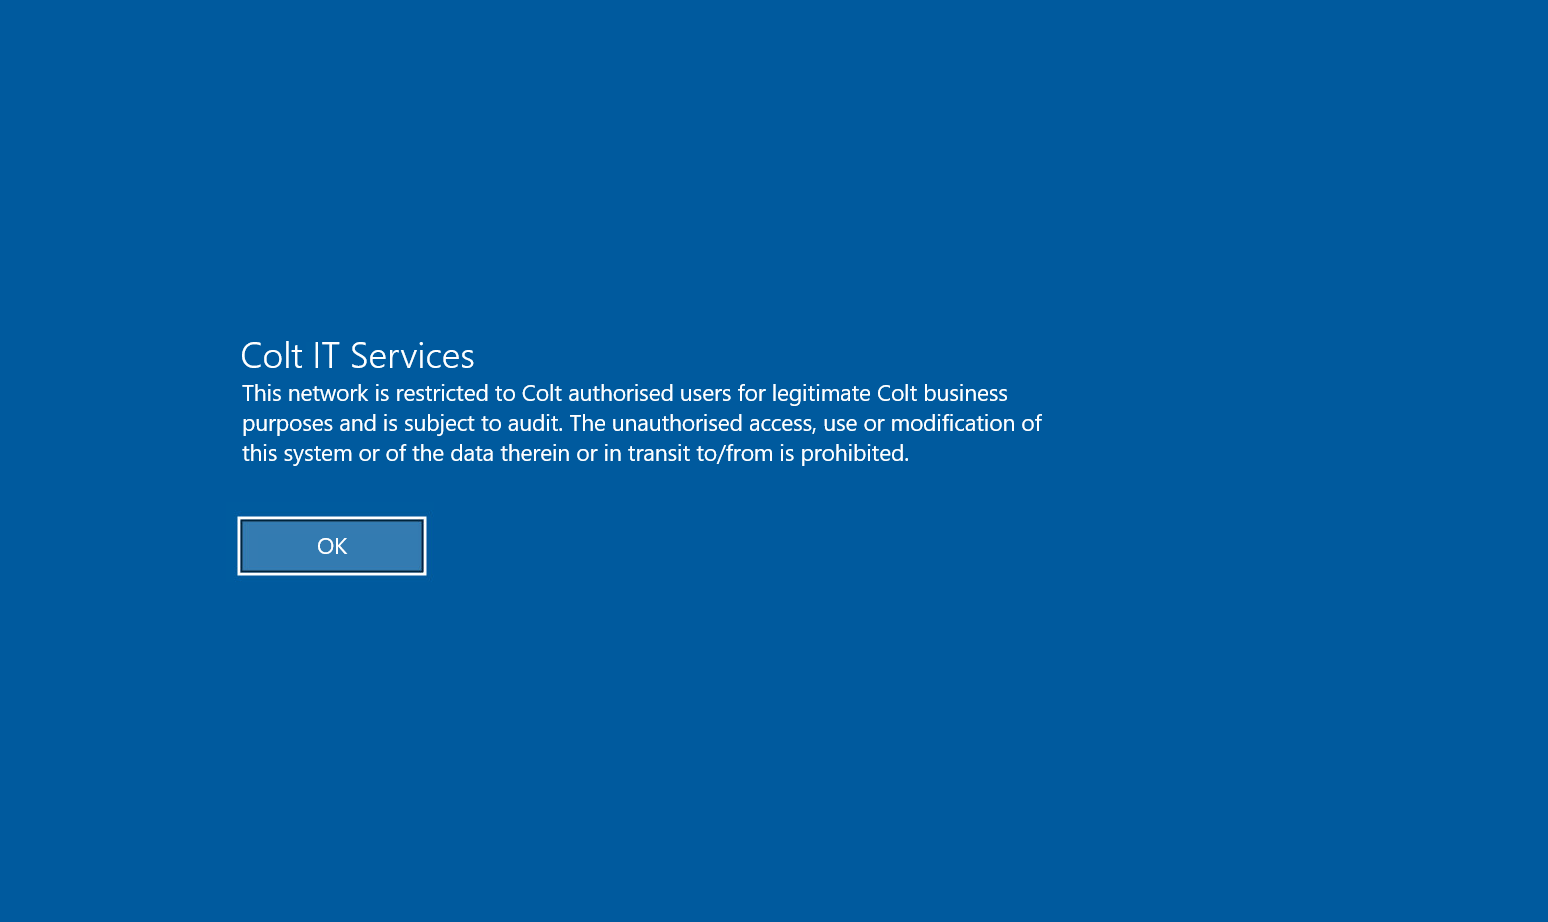 Colt IT Services
This network is restricted to Colt authorised users for legitimate Colt business
purposes and is subject to audit. The unauthorised access, use or modification of
this system or of the data therein or in transit to/from is prohibited.
OK